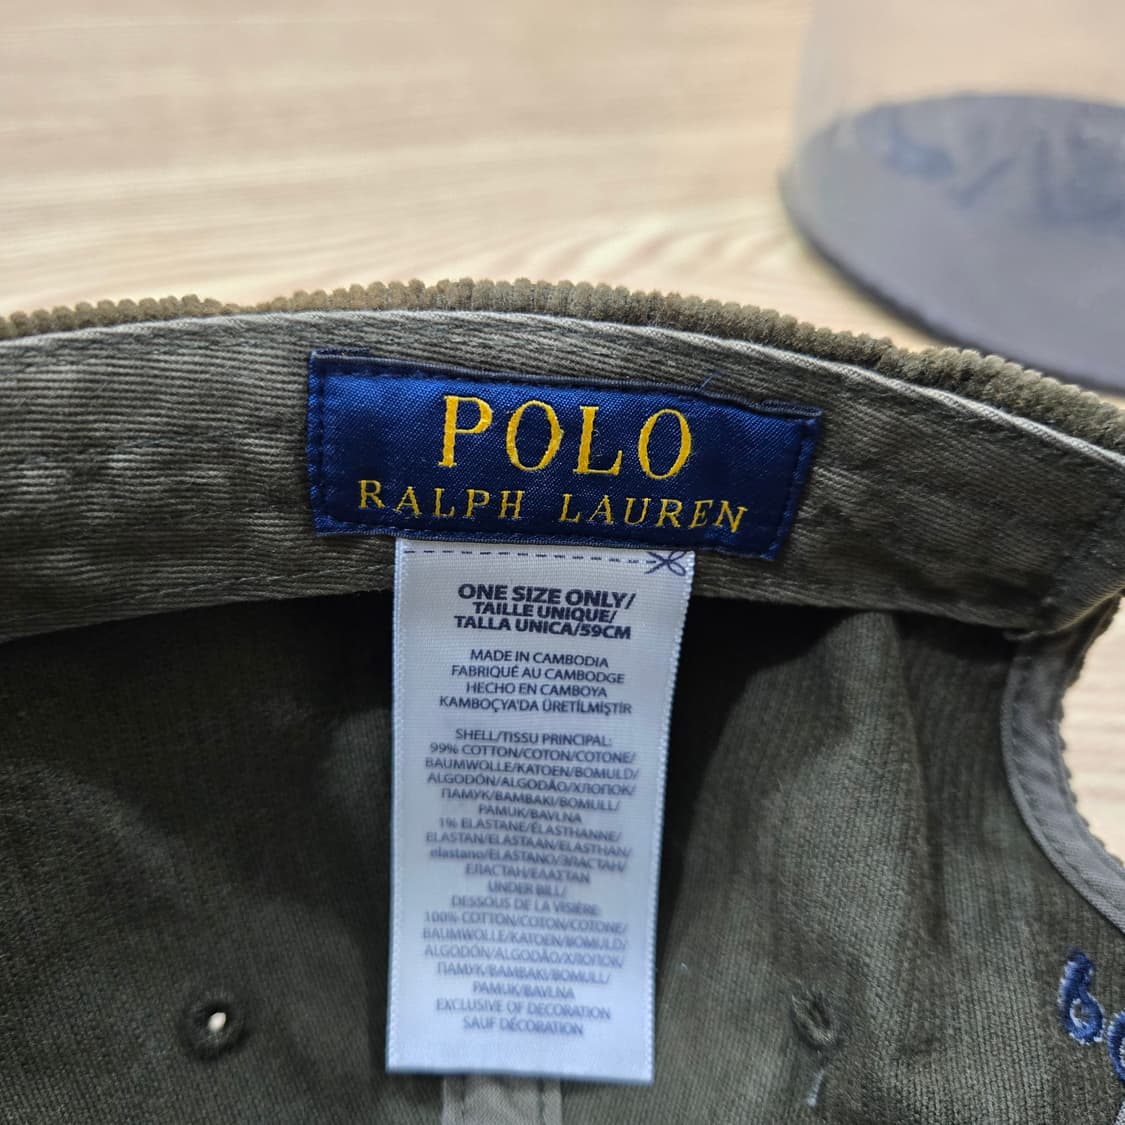 POLO
RALPH LAUREN
ONE SIZE ONLY/
TAILLE UNIQUE/
TALLA UNICA/59CM
MADE IN CAMBODIA
FABRIQUÉ AU CAMBODGE
HECHO EN CAMBOYA
KAMBOÇYA'DA ÜRETİLMİŞTİR
SHELL/TISSU PRINCIPAL:
99% COTTON/COTON/COTONE/
BAUMWOLLE/KATOEN/BOMULD/
ALGODÓN/ALGODÃO/ХЛОПОК/
ПАМУК/BAMBAKI/BOMULL/
PAMUK/BAVLNA
1% ELASTANE/ÉLASTHANNE/
ELASTAN/ELASTAAN/ELASTHAN/
elastano/ELASTANO/ЭЛАСТАН/
ЕЛАСТАН/ΕΛΑΣΤΑΝ
UNDER BILL/
DESSOUS DE LA VISIÈRE:
100% COTTON/COTON/COTONE/
BAUMWOLLE/KATOEN/BOMULD/
ALGODÓN/ALGODÃO/ХЛОПОК/
ПАМУК/BAMBAKI/BOMULL/
PAMUK/BAVLNA
EXCLUSIVE OF DECORATION
SAUF DÉCORATION